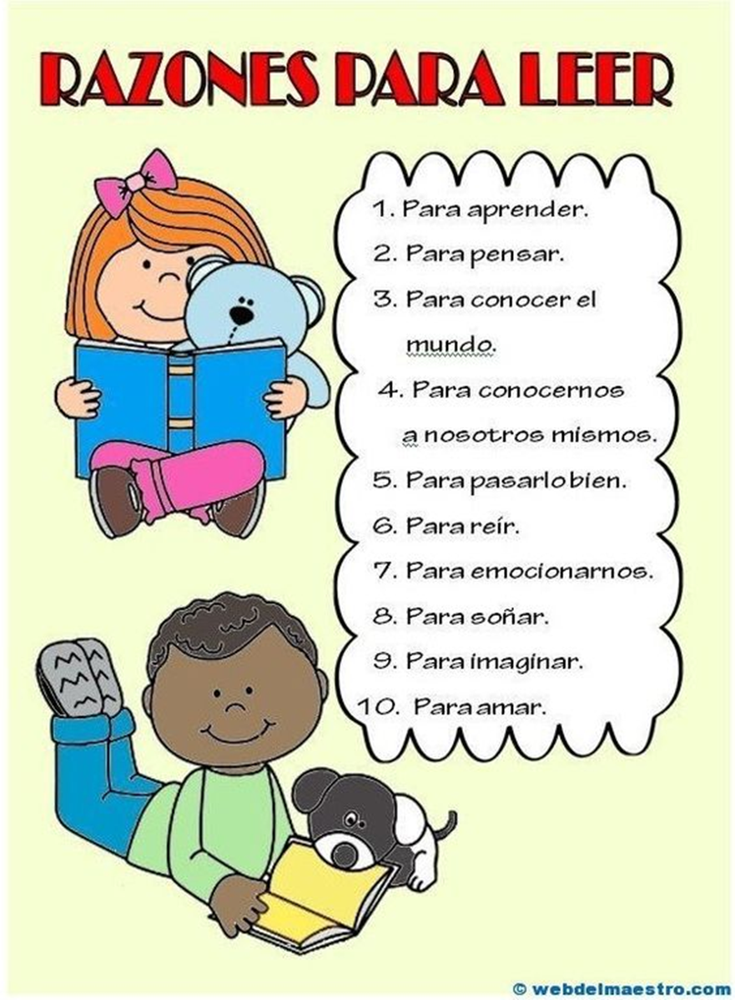 RAZONES PARA LEER
1. Para aprender.
2. Para pensar.
3. Para conocer el
mundo.
4. Para conocernos
a nosotros mismos.
5. Para pasarlo bien.
6. Para reír.
7. Para emocionarnos.
8. Para soñar.
9. Para imaginar.
10. Para amar.
© webdelmaestro.com